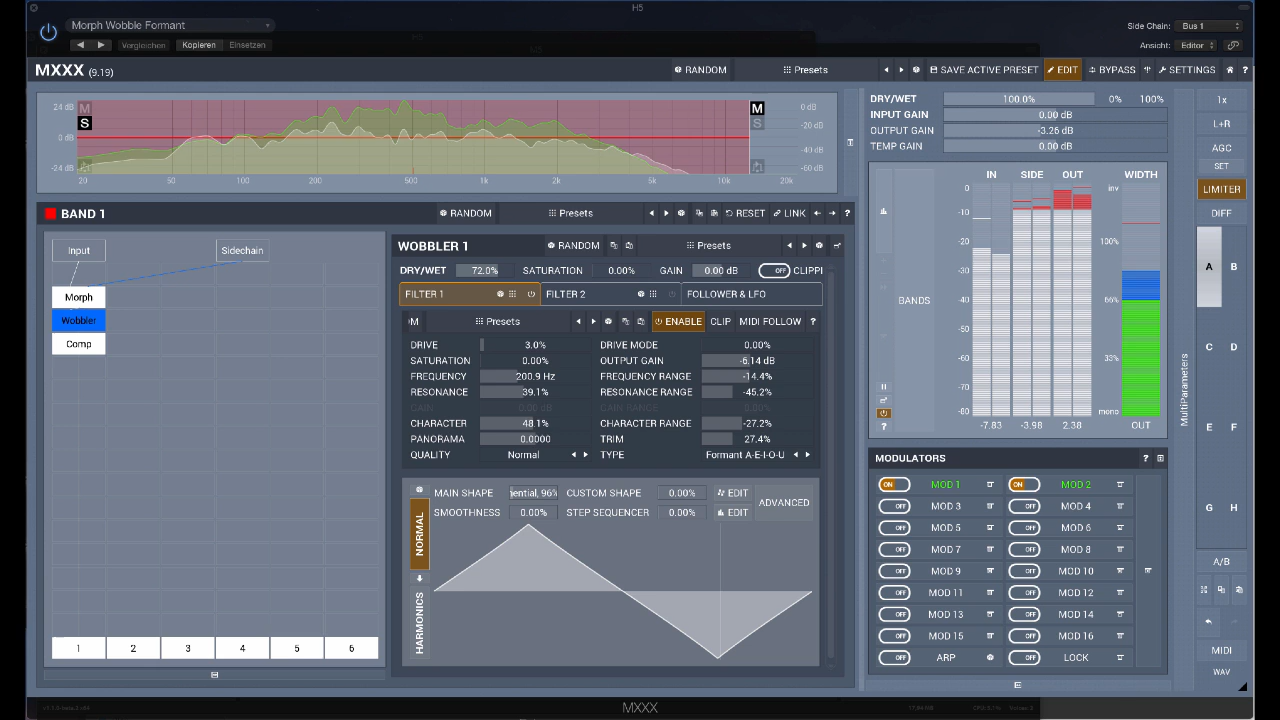 H5
Morph Wobble Formant
Side Chain: Bus 1
Vergleichen Kopieren Einsetzen
Ansicht: Editor
MXXX (9.19) RANDOM Presets SAVE ACTIVE PRESET EDIT BYPASS SETTINGS ?
24 dB M M 0 dB
S S -20 dB
0 dB -40 dB
-24 dB -60 dB
20 50 100 200 500 1k 2k 5k 10k 20k
DRY/WET 100.0% 0% 100%
INPUT GAIN 0.00 dB
OUTPUT GAIN -3.26 dB
TEMP GAIN 0.00 dB
1x
L+R
AGC
SET
LIMITER
DIFF
A B
C D
E F
G H
A/B
MIDI
WAV
MultiParameters
BAND 1 RANDOM Presets RESET LINK ?
Input Sidechain
Morph
Wobbler
Comp
1 2 3 4 5 6
WOBBLER 1 RANDOM Presets
DRY/WET 72.0% SATURATION 0.00% GAIN 0.00 dB OFF CLIPPI
FILTER 1 FILTER 2 FOLLOWER & LFO
M Presets ENABLE CLIP MIDI FOLLOW ?
DRIVE 3.0% DRIVE MODE 0.00%
SATURATION 0.00% OUTPUT GAIN -6.14 dB
FREQUENCY 200.9 Hz FREQUENCY RANGE -14.4%
RESONANCE 39.1% RESONANCE RANGE -45.2%
GAIN 0.00 dB GAIN RANGE 0.00%
CHARACTER 48.1% CHARACTER RANGE -27.2%
PANORAMA 0.0000 TRIM 27.4%
QUALITY Normal TYPE Formant A-E-I-O-U
MAIN SHAPE ential, 96% CUSTOM SHAPE 0.00% EDIT
SMOOTHNESS 0.00% STEP SEQUENCER 0.00% EDIT
ADVANCED
NORMAL
HARMONICS
IN SIDE OUT WIDTH
0 inv
-10
-20 100%
-30
BANDS
-40 66%
-50
-60 33%
-70
-80 mono
? -7.83 -3.98 2.38 OUT
MODULATORS ?
ON MOD 1 ON MOD 2
OFF MOD 3 OFF MOD 4
OFF MOD 5 OFF MOD 6
OFF MOD 7 OFF MOD 8
OFF MOD 9 OFF MOD 10
OFF MOD 11 OFF MOD 12
OFF MOD 13 OFF MOD 14
OFF MOD 15 OFF MOD 16
OFF ARP OFF LOCK
MXXX